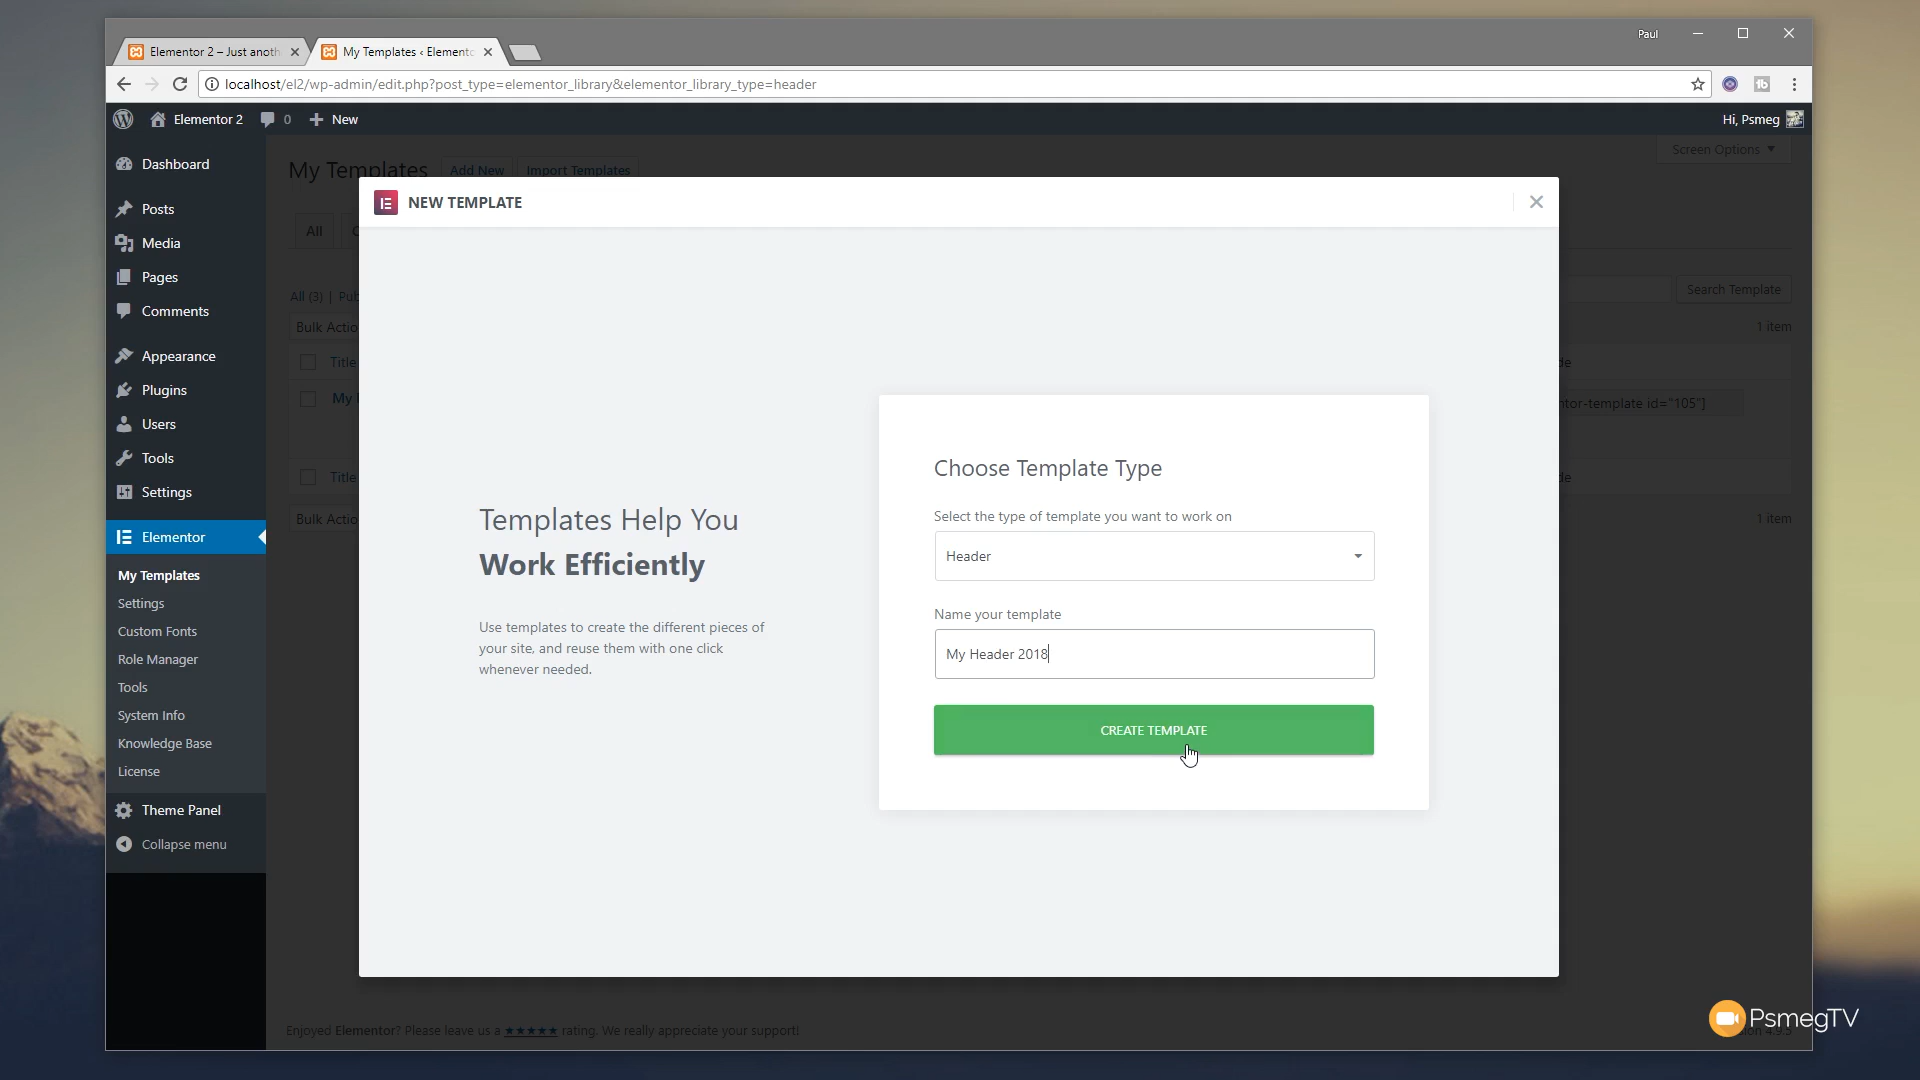 Paul
Elementor 2 – Just anoth
My Templates ‹ Elemento
localhost/el2/wp-admin/edit.php?post_type=elementor_library&elementor_library_type=header
Elementor 2
0
New
Hi, Psmeg
Dashboard
Posts
Media
Pages
Comments
Appearance
Plugins
Users
Tools
Settings
Elementor
My Templates
Settings
Custom Fonts
Role Manager
Tools
System Info
Knowledge Base
License
Theme Panel
Collapse menu
My Templates
Add New
Import Templates
Screen Options
All
All (3) | Pub
Search Template
Bulk Actio
1 item
Title
de
My
ntor-template id="105"]
Title
de
Bulk Actio
1 item
NEW TEMPLATE
Templates Help You
Work Efficiently
Use templates to create the different pieces of
your site, and reuse them with one click
whenever needed.
Choose Template Type
Select the type of template you want to work on
Header
Name your template
My Header 2018
CREATE TEMPLATE
Enjoyed Elementor? Please leave us a ★★★★★ rating. We really appreciate your support!
PsmegTV